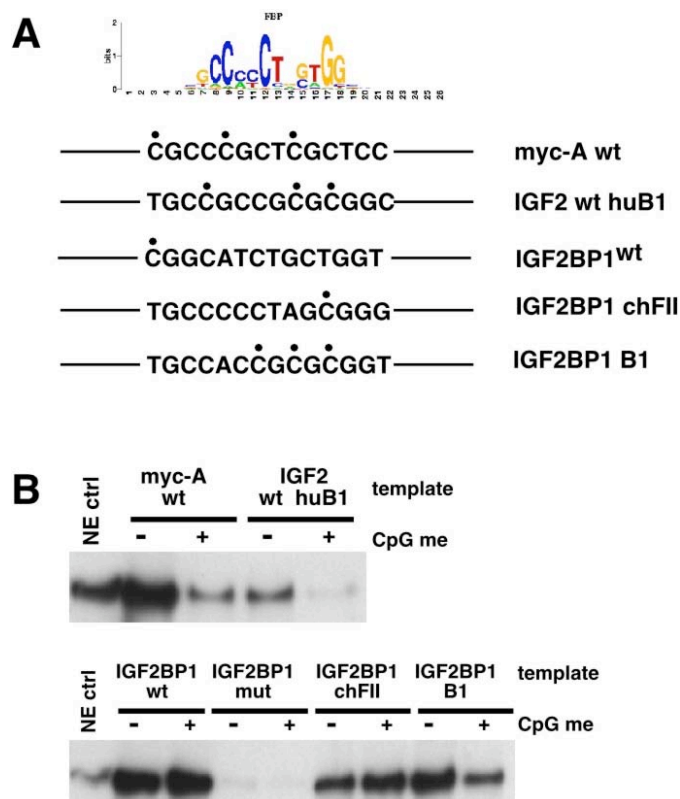 A
FBP
bits
2
1
0
1 2 3 4 5 6 7 8 9 10 11 12 13 14 15 16 17 18 19 20 21 22 23 24 25 26
CGCCCGCTCGCTCC myc-A wt
TGCCGCCGCGCGGC IGF2 wt huB1
CGGCATCTGCTGGT IGF2BP1wt
TGCCCCCTAGCGGG IGF2BP1 chFII
TGCCACCGCGCGGT IGF2BP1 B1
B
NE ctrl
myc-A IGF2
wt wt huB1 template
- + - + CpG me
NE ctrl
IGF2BP1 IGF2BP1 IGF2BP1 IGF2BP1 template
wt mut chFII B1
- + - + - + - + CpG me